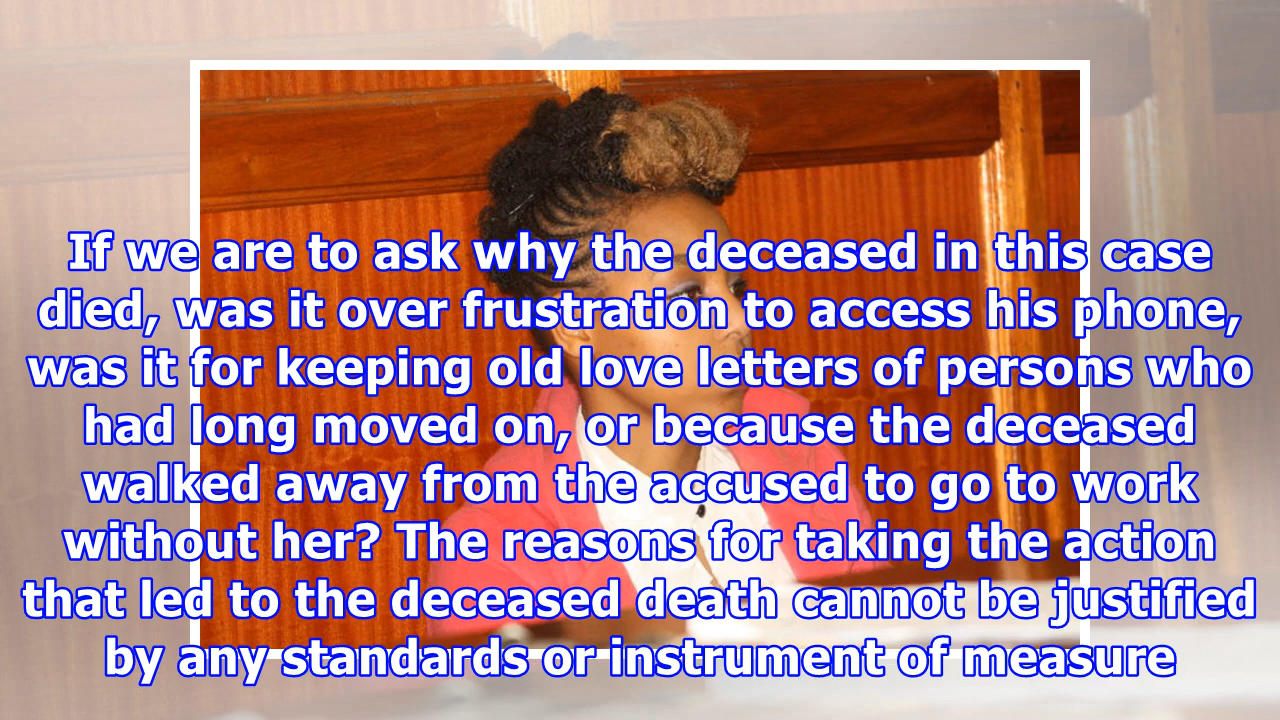 If we are to ask why the deceased in this case
died, was it over frustration to access his phone,
was it for keeping old love letters of persons who
had long moved on, or because the deceased
walked away from the accused to go to work
without her? The reasons for taking the action
that led to the deceased death cannot be justified
by any standards or instrument of measure